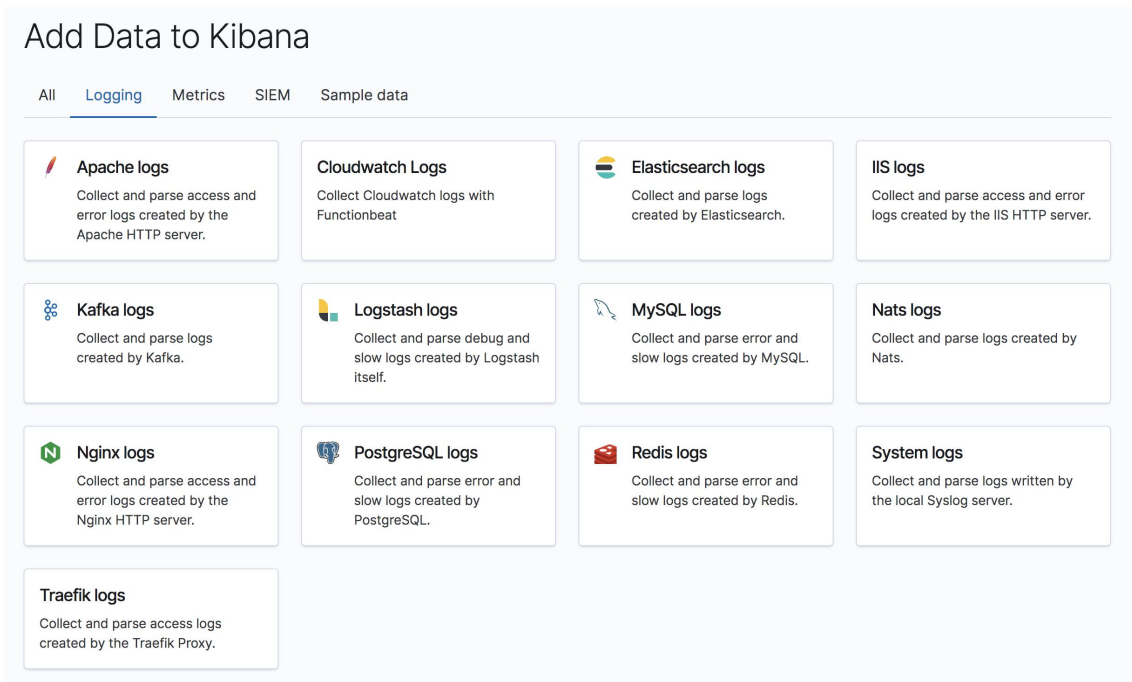 Add Data to Kibana
All Logging Metrics SIEM Sample data
Apache logs
Collect and parse access and
error logs created by the
Apache HTTP server.
Cloudwatch Logs
Collect Cloudwatch logs with
Functionbeat
Elasticsearch logs
Collect and parse logs
created by Elasticsearch.
IIS logs
Collect and parse access and error
logs created by the IIS HTTP server.
Kafka logs
Collect and parse logs
created by Kafka.
Logstash logs
Collect and parse debug and
slow logs created by Logstash
itself.
MySQL logs
Collect and parse error and
slow logs created by MySQL.
Nats logs
Collect and parse logs created by
Nats.
Nginx logs
Collect and parse access and
error logs created by the
Nginx HTTP server.
PostgreSQL logs
Collect and parse error and
slow logs created by
PostgreSQL.
Redis logs
Collect and parse error and
slow logs created by Redis.
System logs
Collect and parse logs written by
the local Syslog server.
Traefik logs
Collect and parse access logs
created by the Traefik Proxy.